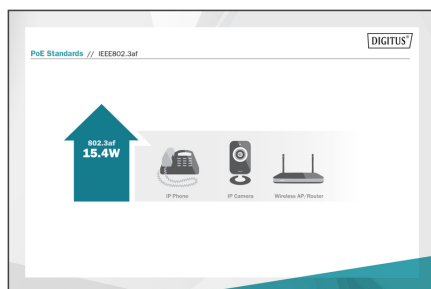 DIGITUS®
PoE Standards // IEEE802.3af
802.3af
15.4W
IP Phone
IP Camera
Wireless AP/Router